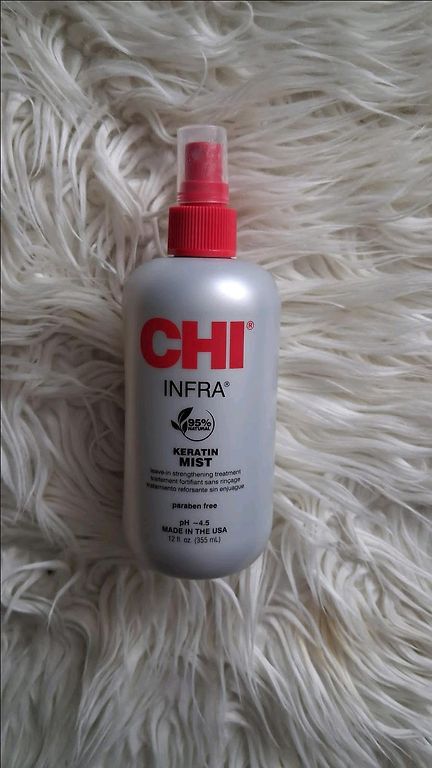 CHI®
INFRA®
95%
NATURAL
KERATIN
MIST
leave-in strengthening treatment
traitement fortifiant sans rinçage
tratamiento reforsante sin enjuague
paraben free
pH ~4.5
MADE IN THE USA
12 fl. oz. (355 mL)